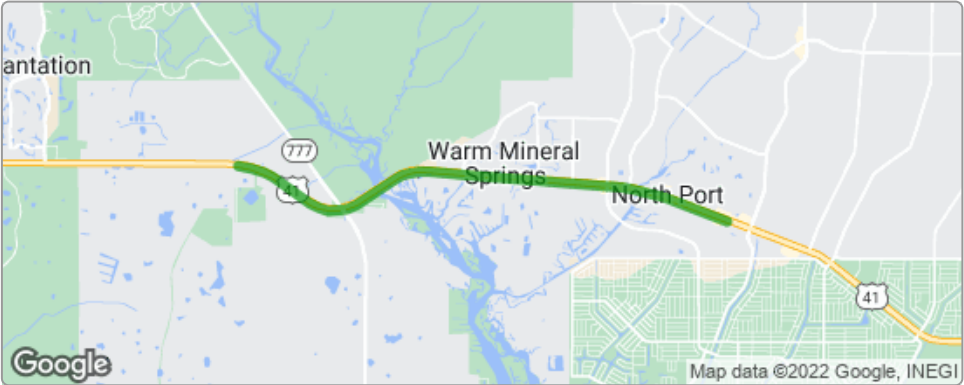 antation
777
Warm Mineral
Springs
41
North Port
41
Google
Map data ©2022 Google, INEGI